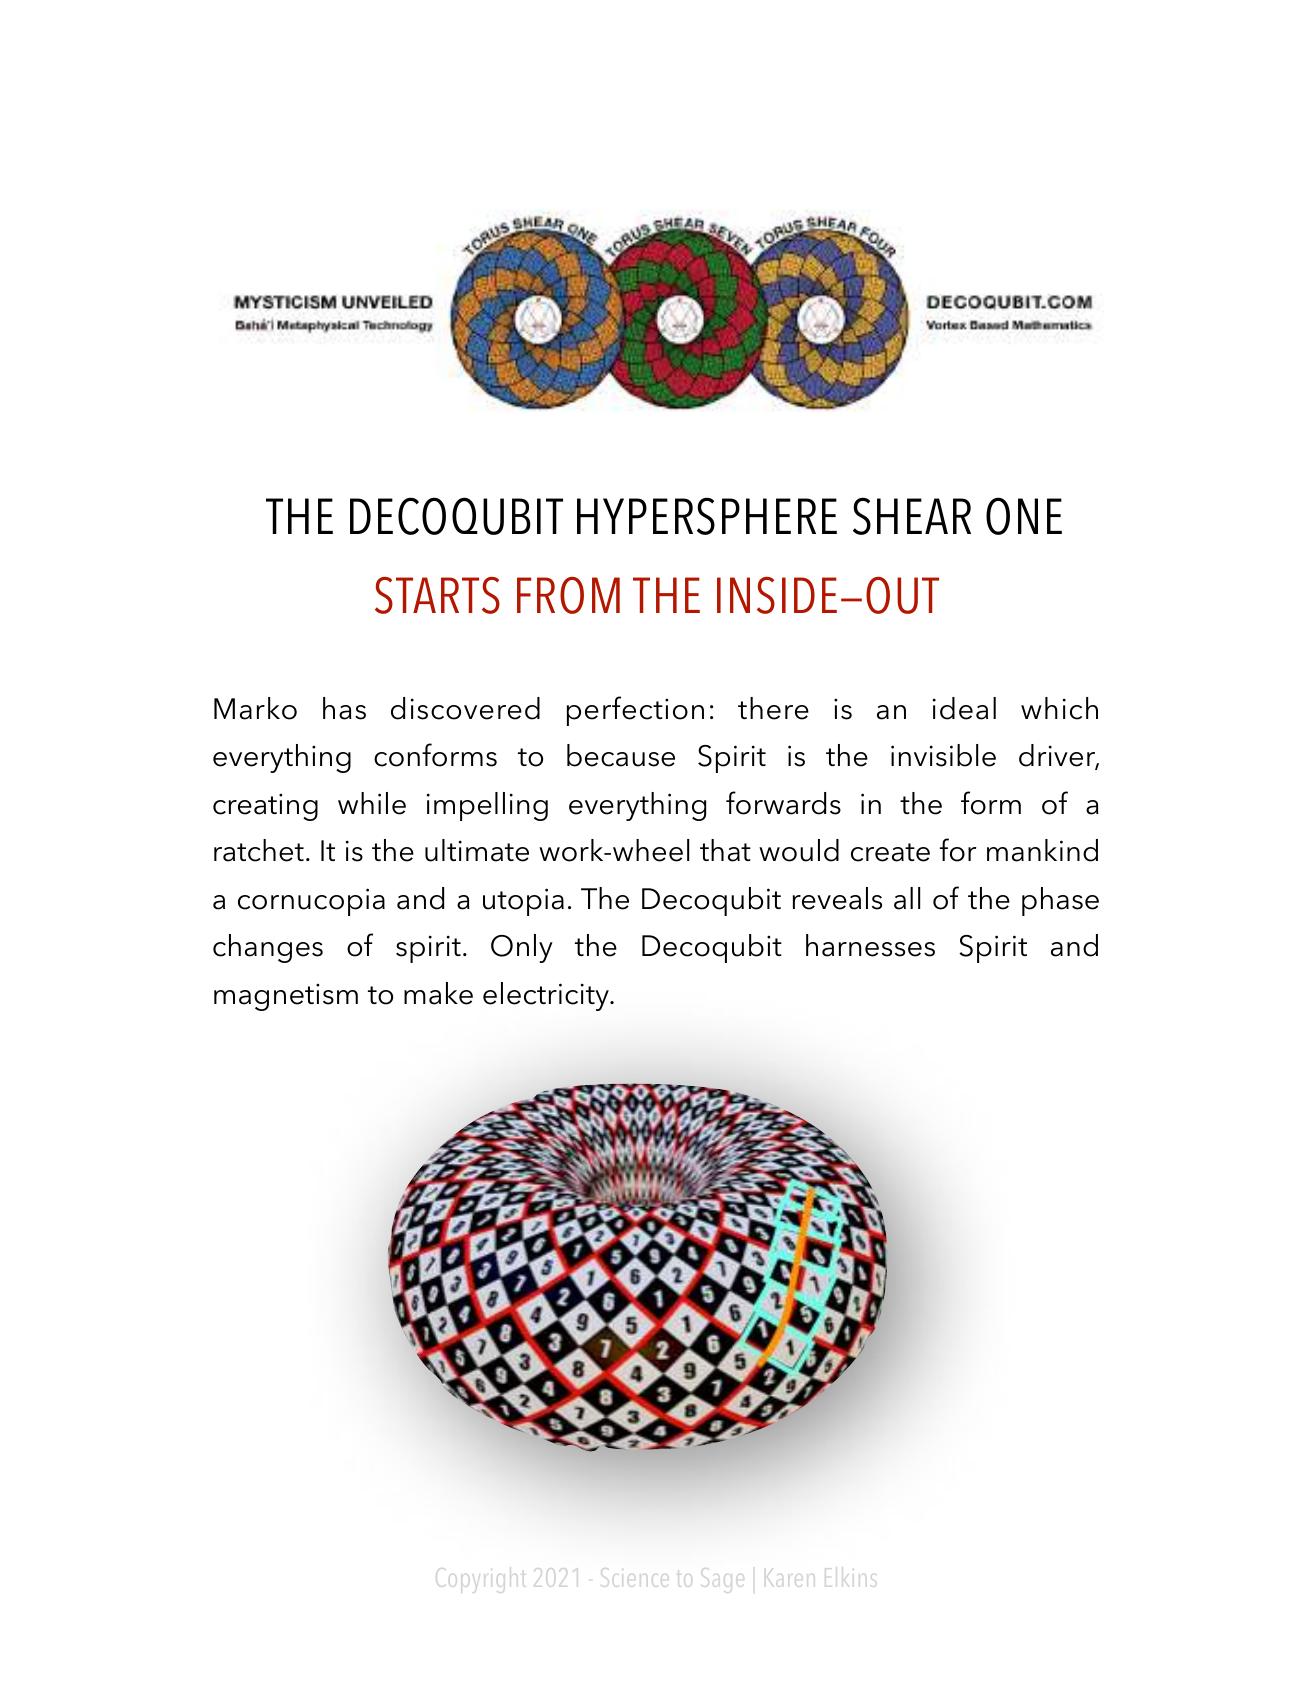 TORUS SHEAR ONE TORUS SHEAR SEVEN TORUS SHEAR FOUR
MYSTICISM UNVEILED
Bahá'í Metaphysical Technology
DECOQUBIT.COM
Vortex Based Mathematics
THE DECOQUBIT HYPERSPHERE SHEAR ONE
STARTS FROM THE INSIDE–OUT
Marko has discovered perfection: there is an ideal which
everything conforms to because Spirit is the invisible driver,
creating while impelling everything forwards in the form of a
ratchet. It is the ultimate work-wheel that would create for mankind
a cornucopia and a utopia. The Decoqubit reveals all of the phase
changes of spirit. Only the Decoqubit harnesses Spirit and
magnetism to make electricity.
Copyright 2021 - Science to Sage | Karen Elkins